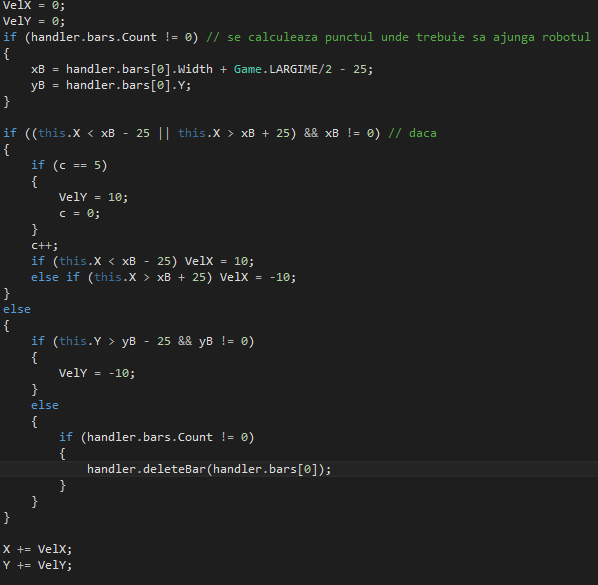 VelX = 0;
VelY = 0;
if (handler.bars.Count != 0) // se calculeaza punctul unde trebuie sa ajunga robotul
{
    xB = handler.bars[0].Width + Game.LARGIME/2 - 25;
    yB = handler.bars[0].Y;
}

if ((this.X < xB - 25 || this.X > xB + 25) && xB != 0) // daca
{
    if (c == 5)
    {
        VelY = 10;
        c = 0;
    }
    c++;
    if (this.X < xB - 25) VelX = 10;
    else if (this.X > xB + 25) VelX = -10;
}
else
{
    if (this.Y > yB - 25 && yB != 0)
    {
        VelY = -10;
    }
    else
    {
        if (handler.bars.Count != 0)
        {
            handler.deleteBar(handler.bars[0]);
        }
    }
}

X += VelX;
Y += VelY;